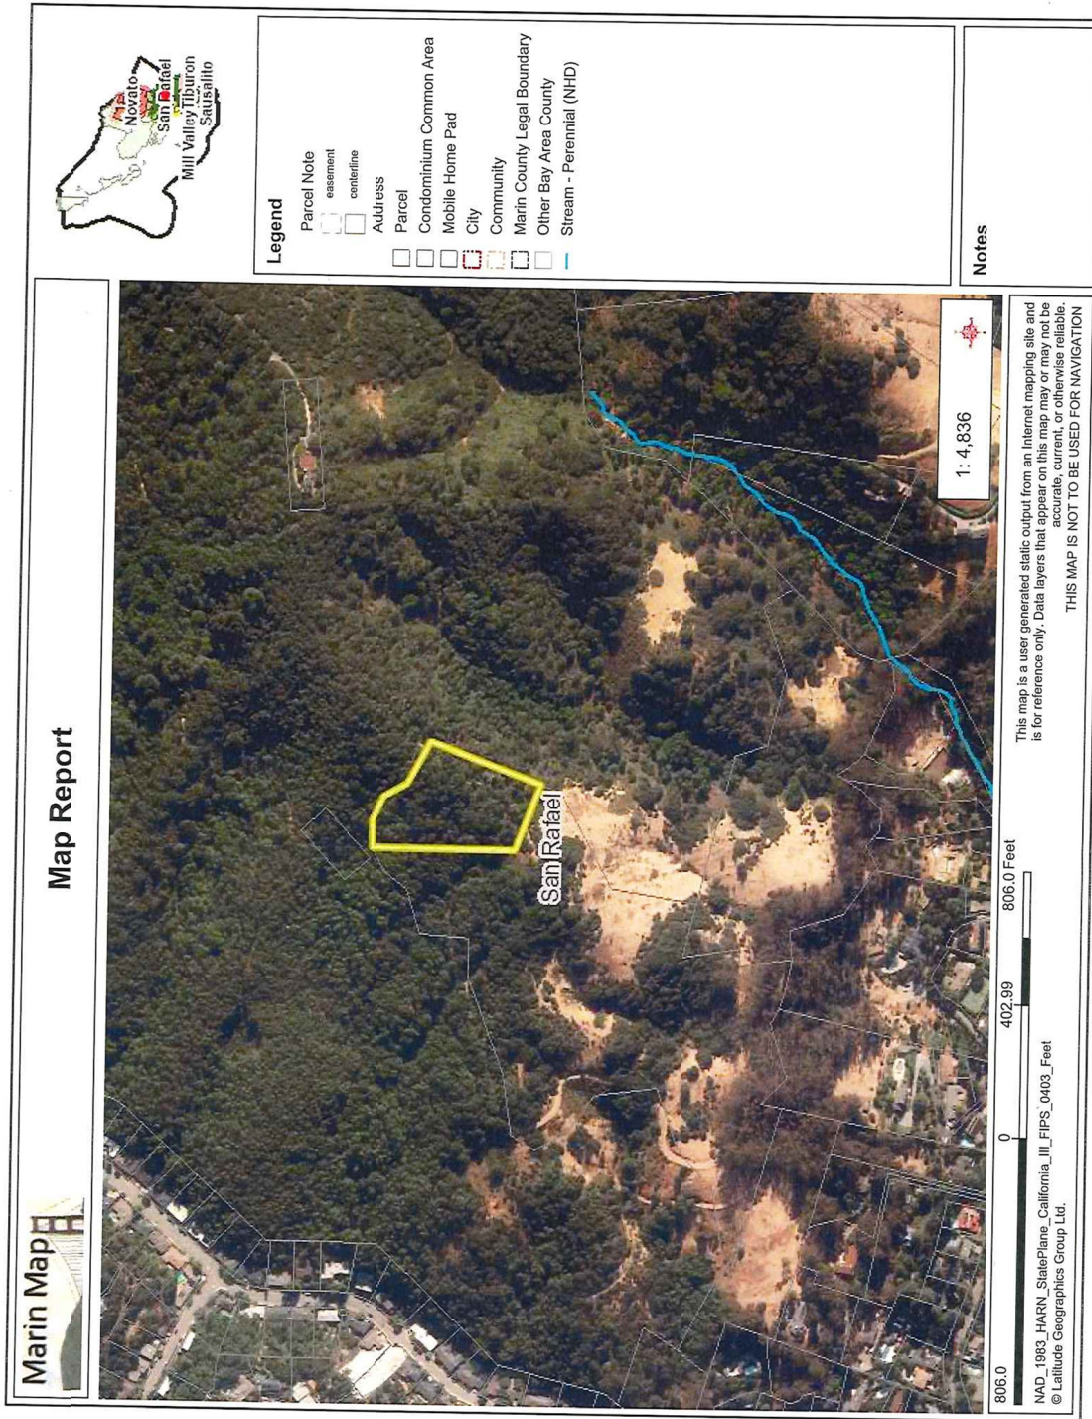 Marin Map
Map Report
Novato
San Rafael
Mill Valley Tiburon
Sausalito
Legend
Parcel Note
easement
centerline
Address
Parcel
Condominium Common Area
Mobile Home Pad
City
Community
Marin County Legal Boundary
Other Bay Area County
Stream - Perennial (NHD)
Notes
San Rafael
1: 4,836
806.0
0
402.99
806.0 Feet
NAD_1983_HARN_StatePlane_California_III_FIPS_0403_Feet
© Latitude Geographics Group Ltd.
This map is a user generated static output from an Internet mapping site and
is for reference only. Data layers that appear on this map may or may not be
accurate, current, or otherwise reliable.
THIS MAP IS NOT TO BE USED FOR NAVIGATION